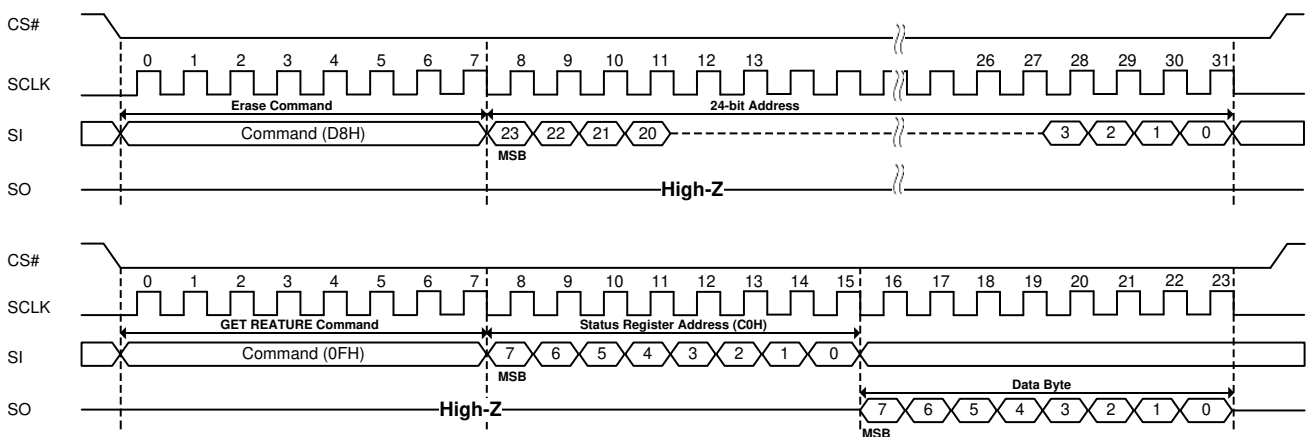 CS#
0 1 2 3 4 5 6 7 8 9 10 11 12 13 26 27 28 29 30 31
SCLK
Erase Command 24-bit Address
SI Command (D8H) 23 22 21 20 3 2 1 0
MSB
SO High-Z
CS#
0 1 2 3 4 5 6 7 8 9 10 11 12 13 14 15 16 17 18 19 20 21 22 23
SCLK
GET REATURE Command Status Register Address (C0H)
SI Command (0FH) 7 6 5 4 3 2 1 0
MSB
Data Byte
SO High-Z 7 6 5 4 3 2 1 0
MSB